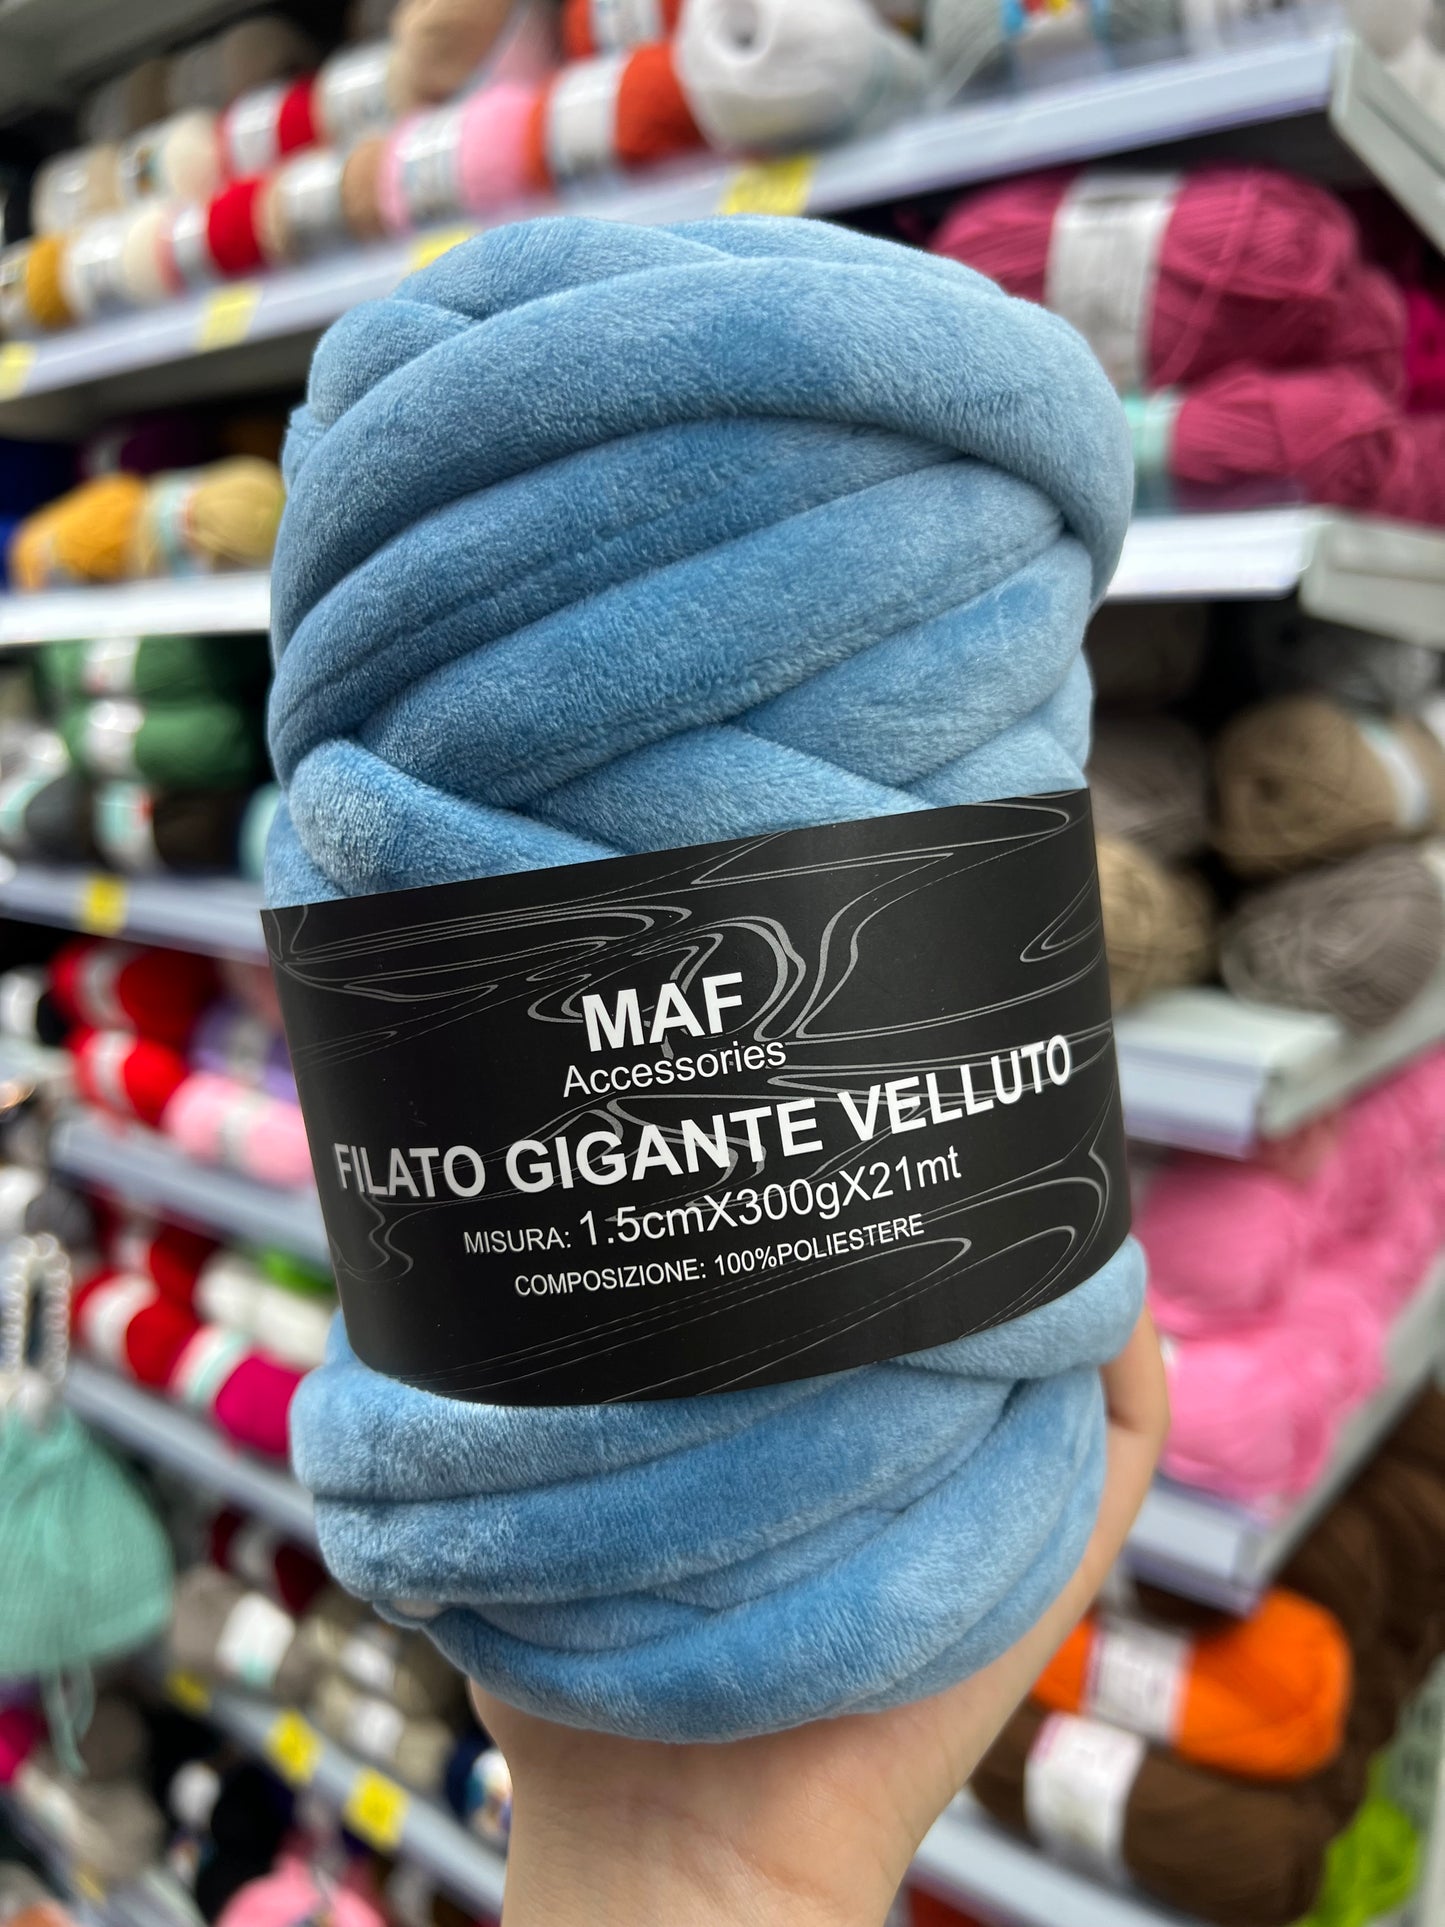 MAF
Accessories
FILATO GIGANTE VELLUTO
MISURA: 1.5cmX300gX21mt
COMPOSIZIONE: 100%POLIESTERE